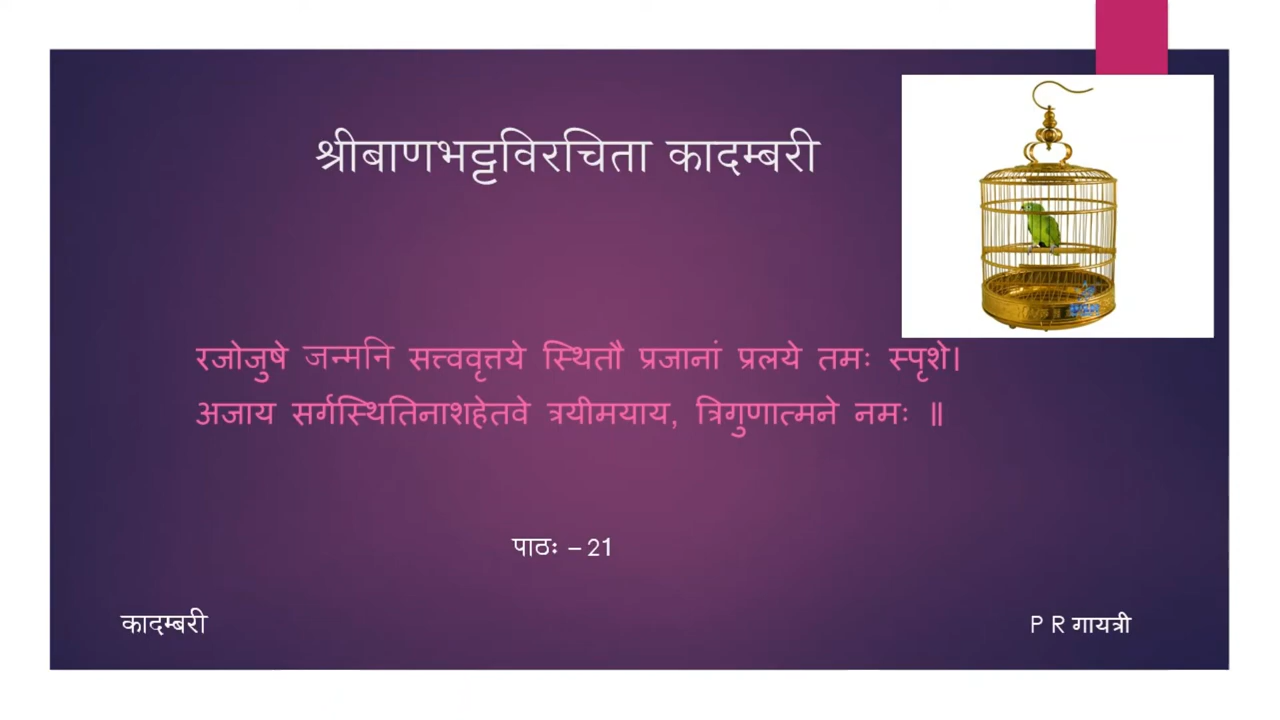 श्रीबाणभट्टविरचिता कादम्बरी
रजोजुषे जन्मनि सत्त्ववृत्तये स्थितौ प्रजानां प्रलये तमः स्पृशे।
अजाय सर्गस्थितिनाशहेतवे त्रयीमयाय, त्रिगुणात्मने नमः ॥
पाठः – 21
कादम्बरी
P R गायत्री